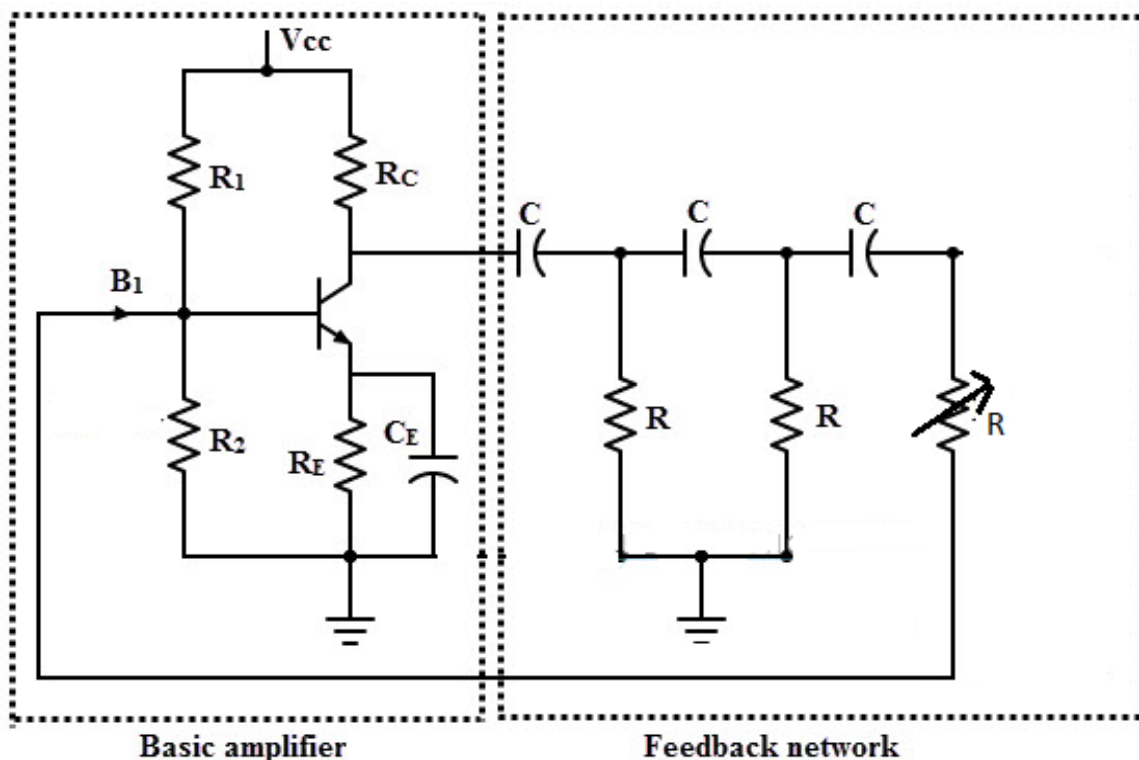 Vcc
R1
RC
C
C
C
B1
R2
RE
CE
R
R
R
Basic amplifier
Feedback network